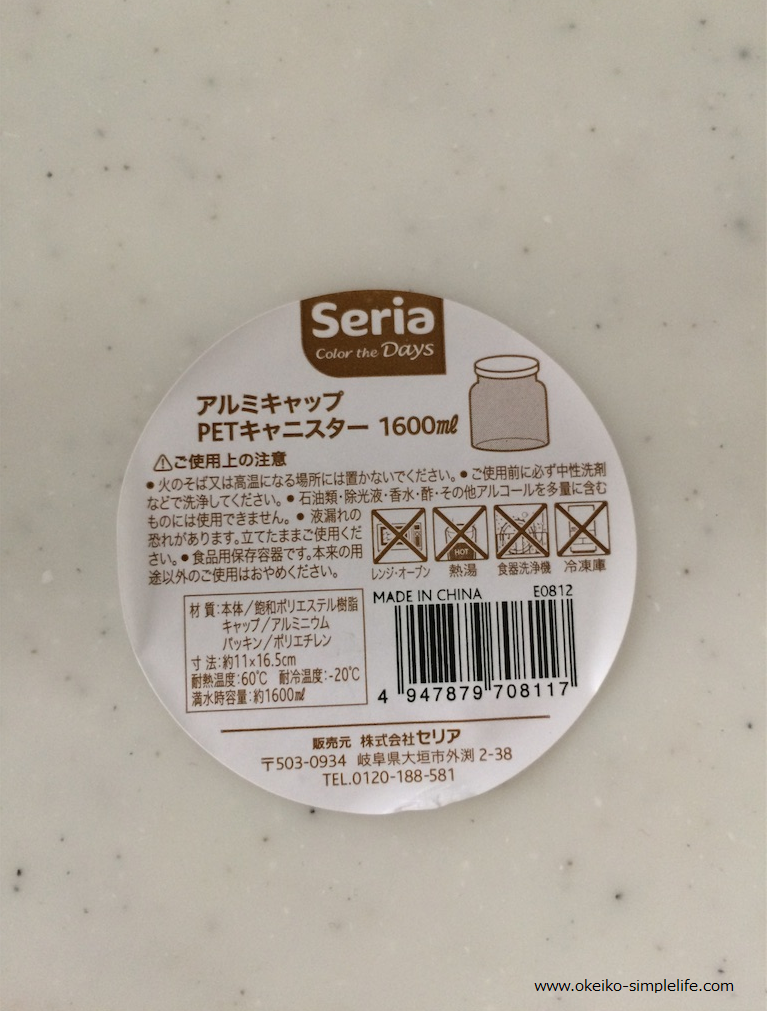 Seria
Color the Days
アルミキャップ
PETキャニスター 1600㎖
⚠ご使用上の注意
●火のそば又は高温になる場所には置かないでください。●ご使用前に必ず中性洗剤
などで洗浄してください。●石油類・除光液・香水・酢・その他アルコールを多量に含む
ものには使用できません。●液漏れの
恐れがあります。立てたままご使用くだ
さい。●食品用保存容器です。本来の用
途以外のご使用はおやめください。
HOT
レンジ・オーブン 熱湯 食器洗浄機 冷凍庫
材質:本体/飽和ポリエステル樹脂
キャップ/アルミニウム
パッキン/ポリエチレン
寸法:約11×16.5cm
耐熱温度:60℃ 耐冷温度:-20℃
満水時容量:約1600㎖
MADE IN CHINA E0812
4 947879 708117
販売元 株式会社セリア
〒503-0934 岐阜県大垣市外渕 2-38
TEL.0120-188-581
www.okeiko-simplelife.com